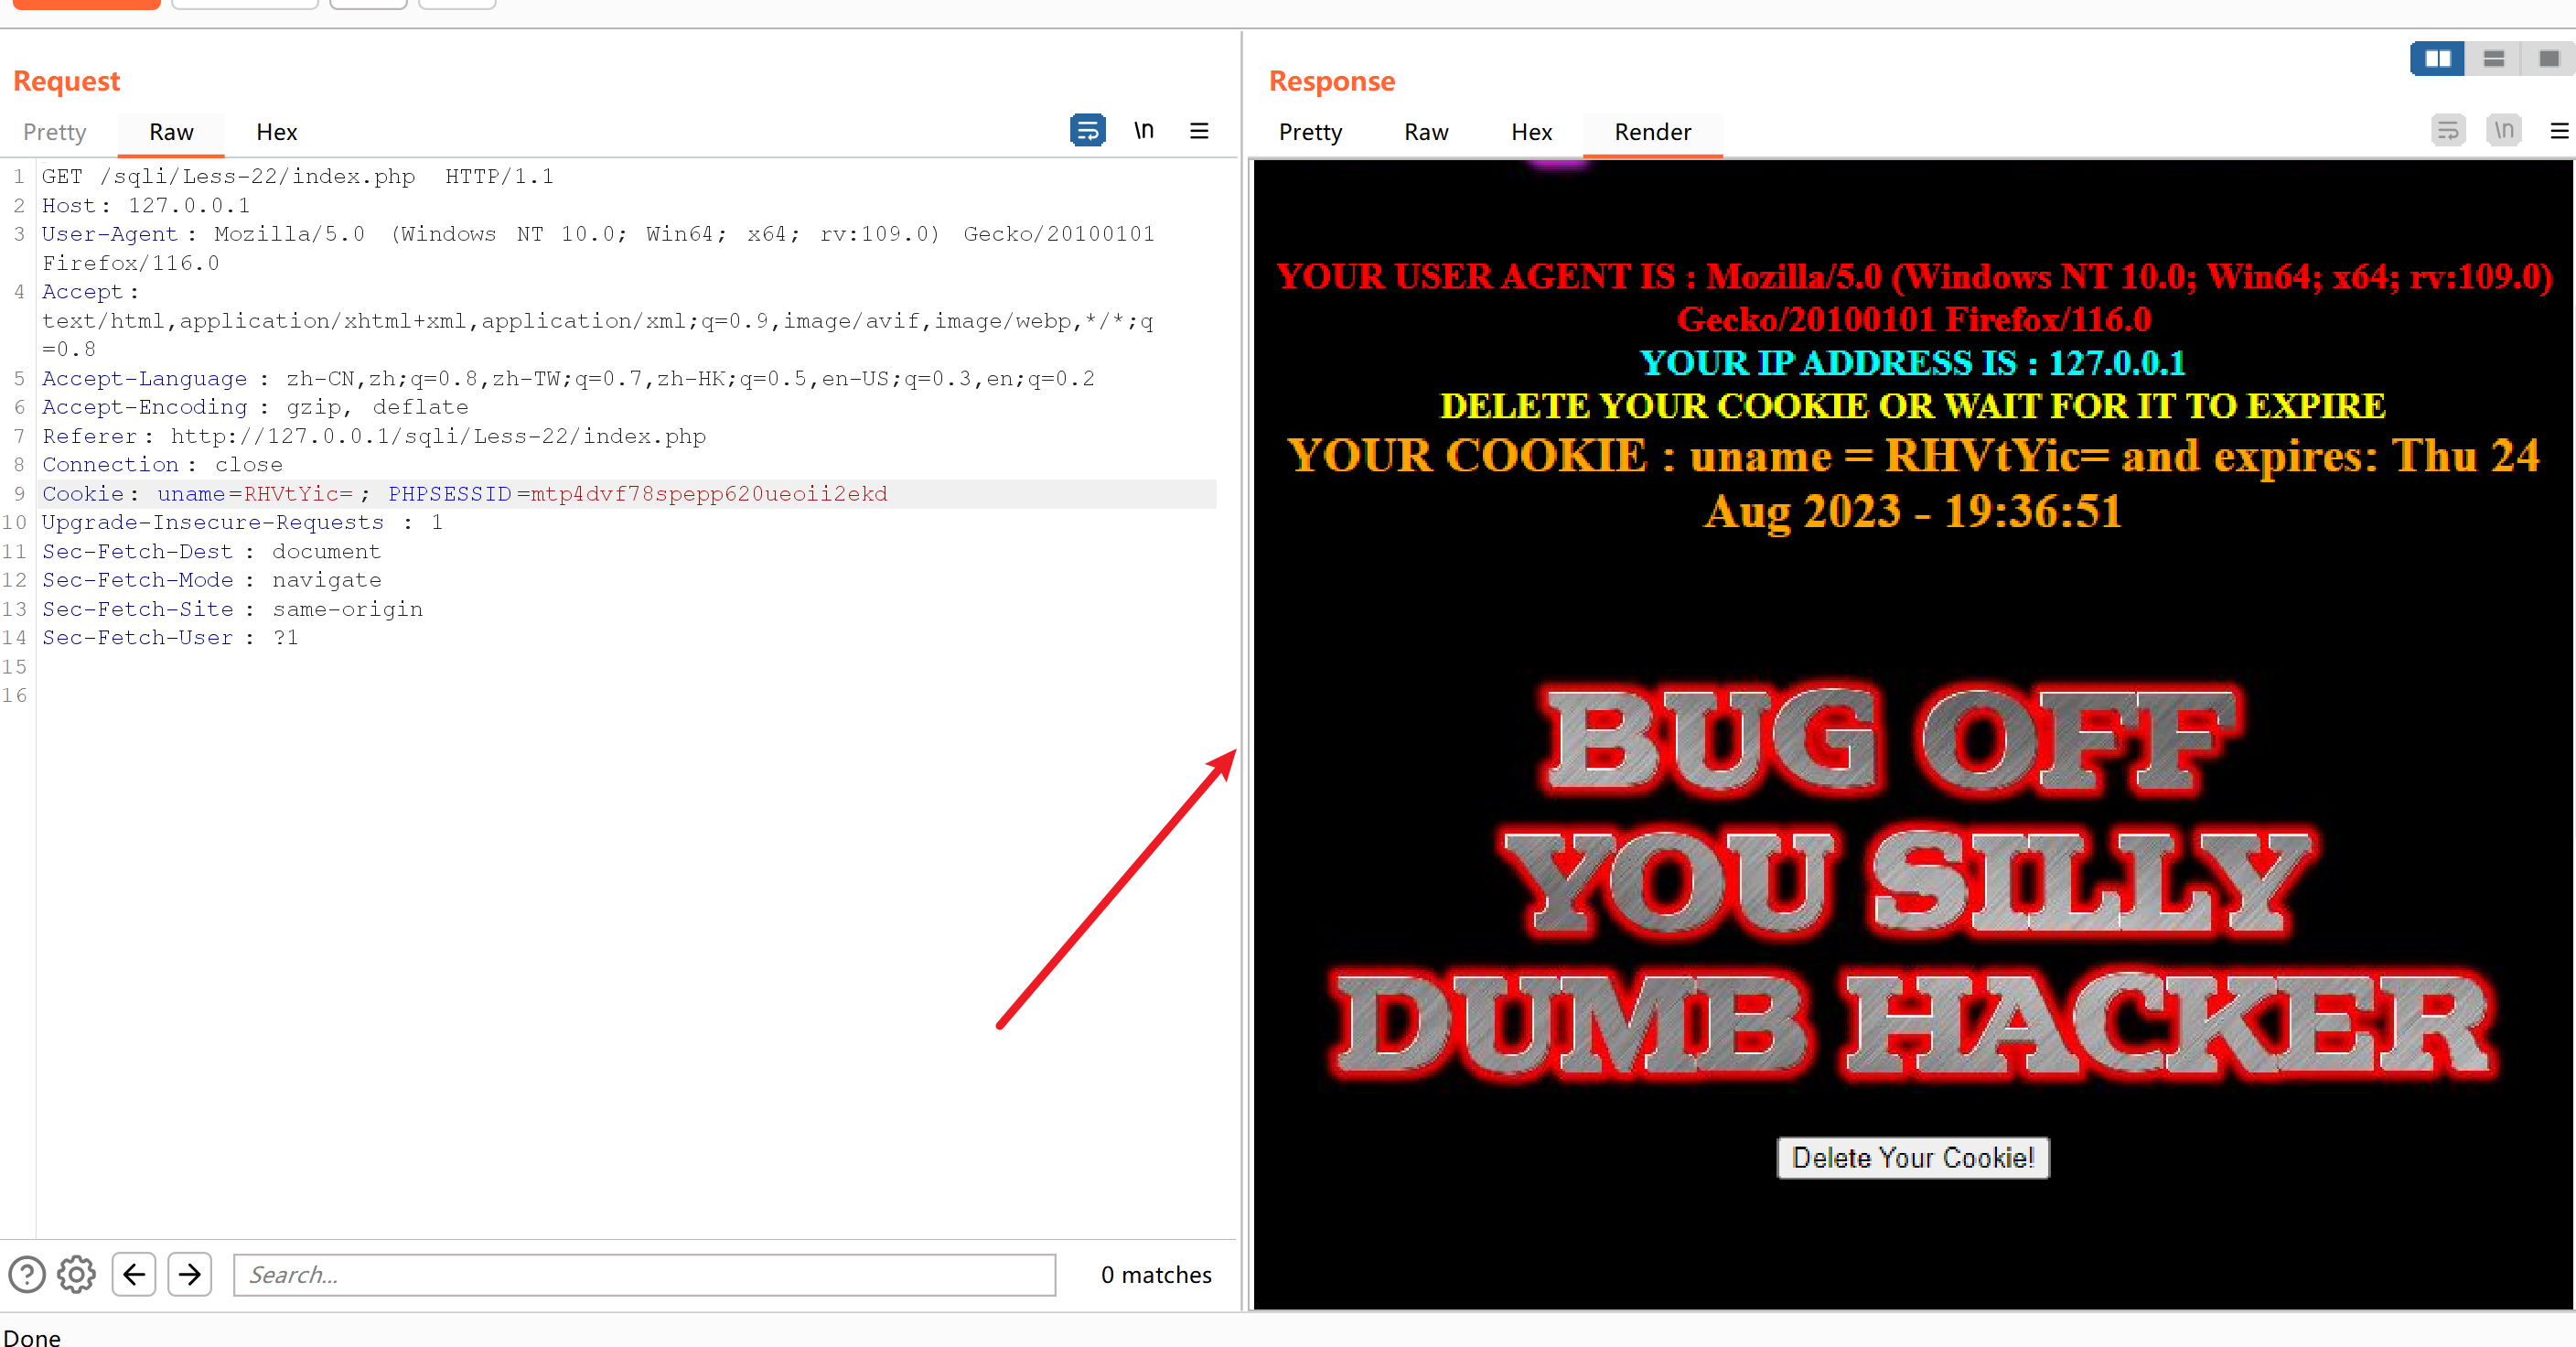 Request
Pretty Raw Hex \n
1 GET /sqli/Less-22/index.php HTTP/1.1
2 Host: 127.0.0.1
3 User-Agent: Mozilla/5.0 (Windows NT 10.0; Win64; x64; rv:109.0) Gecko/20100101
Firefox/116.0
4 Accept:
text/html,application/xhtml+xml,application/xml;q=0.9,image/avif,image/webp,*/*;q
=0.8
5 Accept-Language: zh-CN,zh;q=0.8,zh-TW;q=0.7,zh-HK;q=0.5,en-US;q=0.3,en;q=0.2
6 Accept-Encoding: gzip, deflate
7 Referer: http://127.0.0.1/sqli/Less-22/index.php
8 Connection: close
9 Cookie: uname=RHVtYic=; PHPSESSID=mtp4dvf78spepp620ueoii2ekd
10 Upgrade-Insecure-Requests: 1
11 Sec-Fetch-Dest: document
12 Sec-Fetch-Mode: navigate
13 Sec-Fetch-Site: same-origin
14 Sec-Fetch-User: ?1
15
16
Search...
0 matches
Done
Response
Pretty Raw Hex Render \n
YOUR USER AGENT IS : Mozilla/5.0 (Windows NT 10.0; Win64; x64; rv:109.0)
Gecko/20100101 Firefox/116.0
YOUR IP ADDRESS IS : 127.0.0.1
DELETE YOUR COOKIE OR WAIT FOR IT TO EXPIRE
YOUR COOKIE : uname = RHVtYic= and expires: Thu 24
Aug 2023 - 19:36:51
BUG OFF
YOU SILLY
DUMB HACKER
Delete Your Cookie!